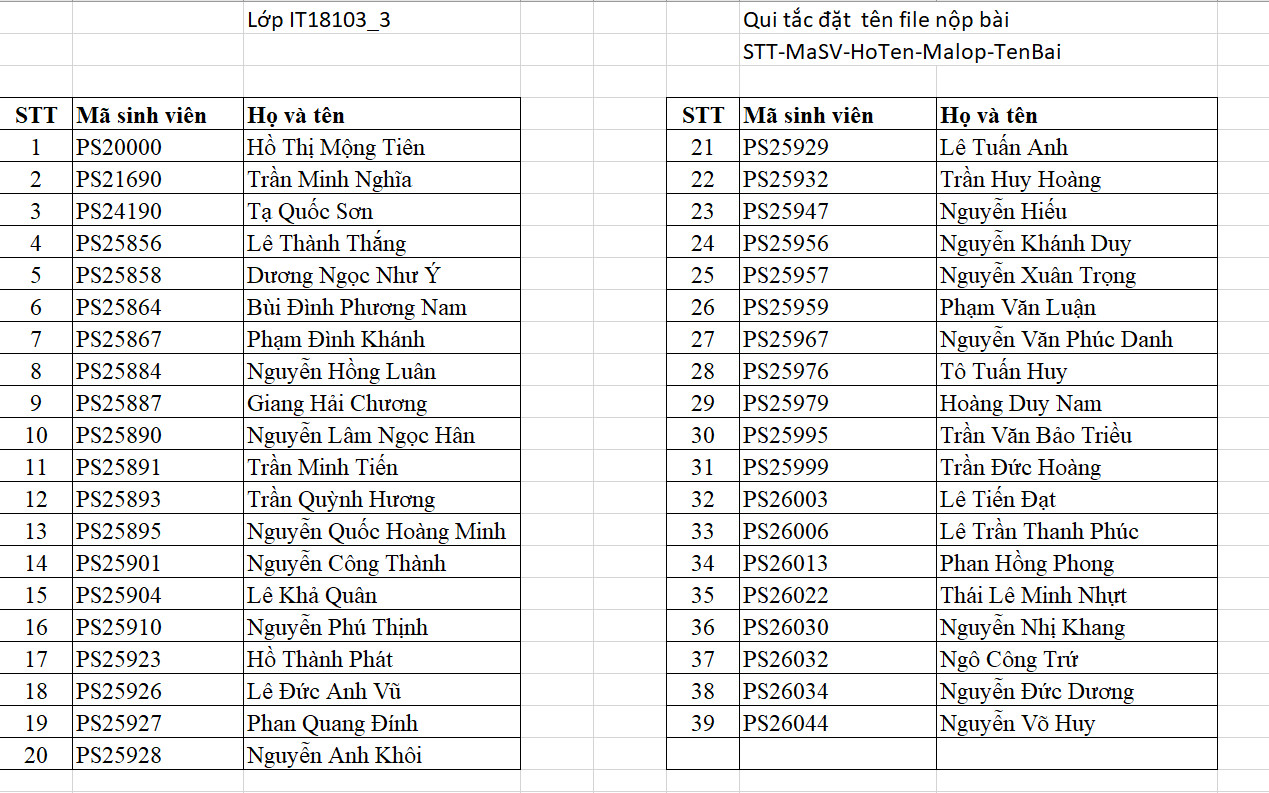 Lớp IT18103_3
Qui tắc đặt tên file nộp bài
STT-MaSV-HoTen-Malop-TenBai
STT Mã sinh viên Họ và tên
1 PS20000 Hồ Thị Mộng Tiên
2 PS21690 Trần Minh Nghĩa
3 PS24190 Tạ Quốc Sơn
4 PS25856 Lê Thành Thắng
5 PS25858 Dương Ngọc Như Ý
6 PS25864 Bùi Đình Phương Nam
7 PS25867 Phạm Đình Khánh
8 PS25884 Nguyễn Hồng Luân
9 PS25887 Giang Hải Chương
10 PS25890 Nguyễn Lâm Ngọc Hân
11 PS25891 Trần Minh Tiến
12 PS25893 Trần Quỳnh Hương
13 PS25895 Nguyễn Quốc Hoàng Minh
14 PS25901 Nguyễn Công Thành
15 PS25904 Lê Khả Quân
16 PS25910 Nguyễn Phú Thịnh
17 PS25923 Hồ Thành Phát
18 PS25926 Lê Đức Anh Vũ
19 PS25927 Phan Quang Đính
20 PS25928 Nguyễn Anh Khôi
STT Mã sinh viên Họ và tên
21 PS25929 Lê Tuấn Anh
22 PS25932 Trần Huy Hoàng
23 PS25947 Nguyễn Hiếu
24 PS25956 Nguyễn Khánh Duy
25 PS25957 Nguyễn Xuân Trọng
26 PS25959 Phạm Văn Luận
27 PS25967 Nguyễn Văn Phúc Danh
28 PS25976 Tô Tuấn Huy
29 PS25979 Hoàng Duy Nam
30 PS25995 Trần Văn Bảo Triều
31 PS25999 Trần Đức Hoàng
32 PS26003 Lê Tiến Đạt
33 PS26006 Lê Trần Thanh Phúc
34 PS26013 Phan Hồng Phong
35 PS26022 Thái Lê Minh Nhựt
36 PS26030 Nguyễn Nhị Khang
37 PS26032 Ngô Công Trứ
38 PS26034 Nguyễn Đức Dương
39 PS26044 Nguyễn Võ Huy